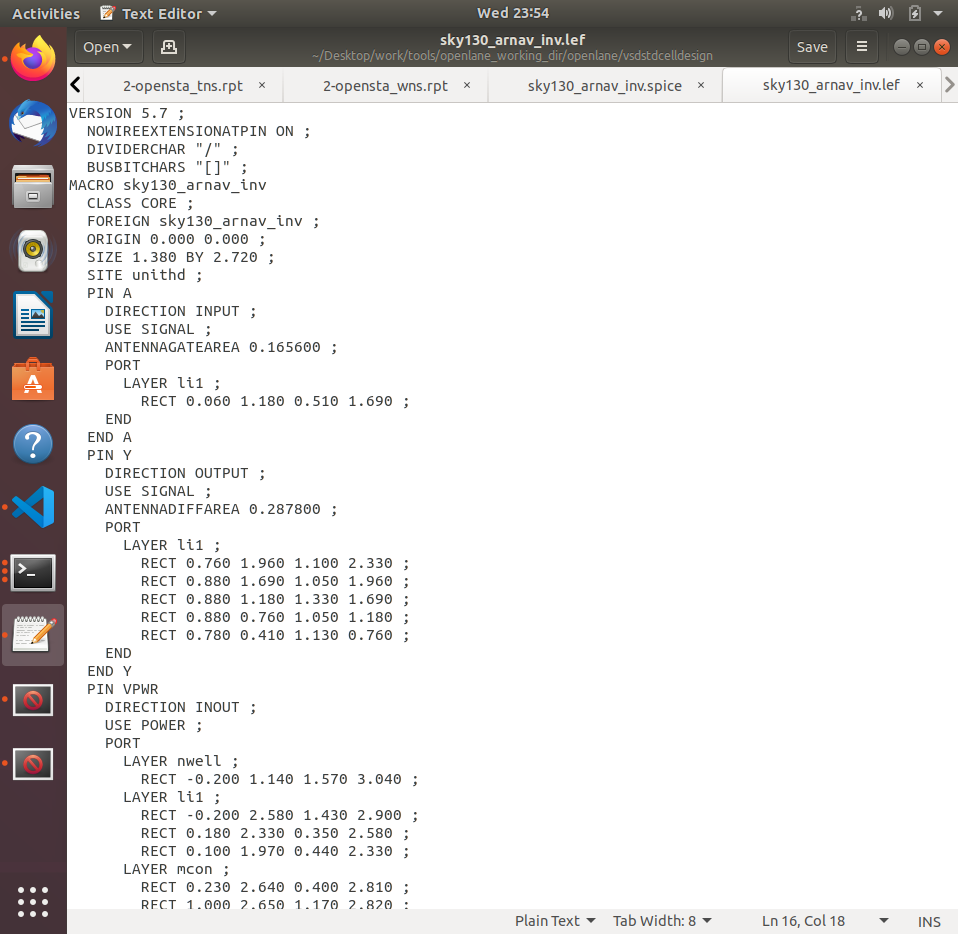 Activities Text Editor Wed 23:54
Open sky130_arnav_inv.lef Save
~/Desktop/work/tools/openlane_working_dir/openlane/vsdstdcelldesign
2-opensta_tns.rpt × 2-opensta_wns.rpt × sky130_arnav_inv.spice × sky130_arnav_inv.lef ×
VERSION 5.7 ;
  NOWIREEXTENSIONATPIN ON ;
  DIVIDERCHAR "/" ;
  BUSBITCHARS "[]" ;
MACRO sky130_arnav_inv
  CLASS CORE ;
  FOREIGN sky130_arnav_inv ;
  ORIGIN 0.000 0.000 ;
  SIZE 1.380 BY 2.720 ;
  SITE unithd ;
  PIN A
    DIRECTION INPUT ;
    USE SIGNAL ;
    ANTENNAGATEAREA 0.165600 ;
    PORT
      LAYER li1 ;
        RECT 0.060 1.180 0.510 1.690 ;
    END
  END A
  PIN Y
    DIRECTION OUTPUT ;
    USE SIGNAL ;
    ANTENNADIFFAREA 0.287800 ;
    PORT
      LAYER li1 ;
        RECT 0.760 1.960 1.100 2.330 ;
        RECT 0.880 1.690 1.050 1.960 ;
        RECT 0.880 1.180 1.330 1.690 ;
        RECT 0.880 0.760 1.050 1.180 ;
        RECT 0.780 0.410 1.130 0.760 ;
    END
  END Y
  PIN VPWR
    DIRECTION INOUT ;
    USE POWER ;
    PORT
      LAYER nwell ;
        RECT -0.200 1.140 1.570 3.040 ;
      LAYER li1 ;
        RECT -0.200 2.580 1.430 2.900 ;
        RECT 0.180 2.330 0.350 2.580 ;
        RECT 0.100 1.970 0.440 2.330 ;
      LAYER mcon ;
        RECT 0.230 2.640 0.400 2.810 ;
        RECT 1.000 2.650 1.170 2.820 ;
Plain Text Tab Width: 8 Ln 16, Col 18 INS